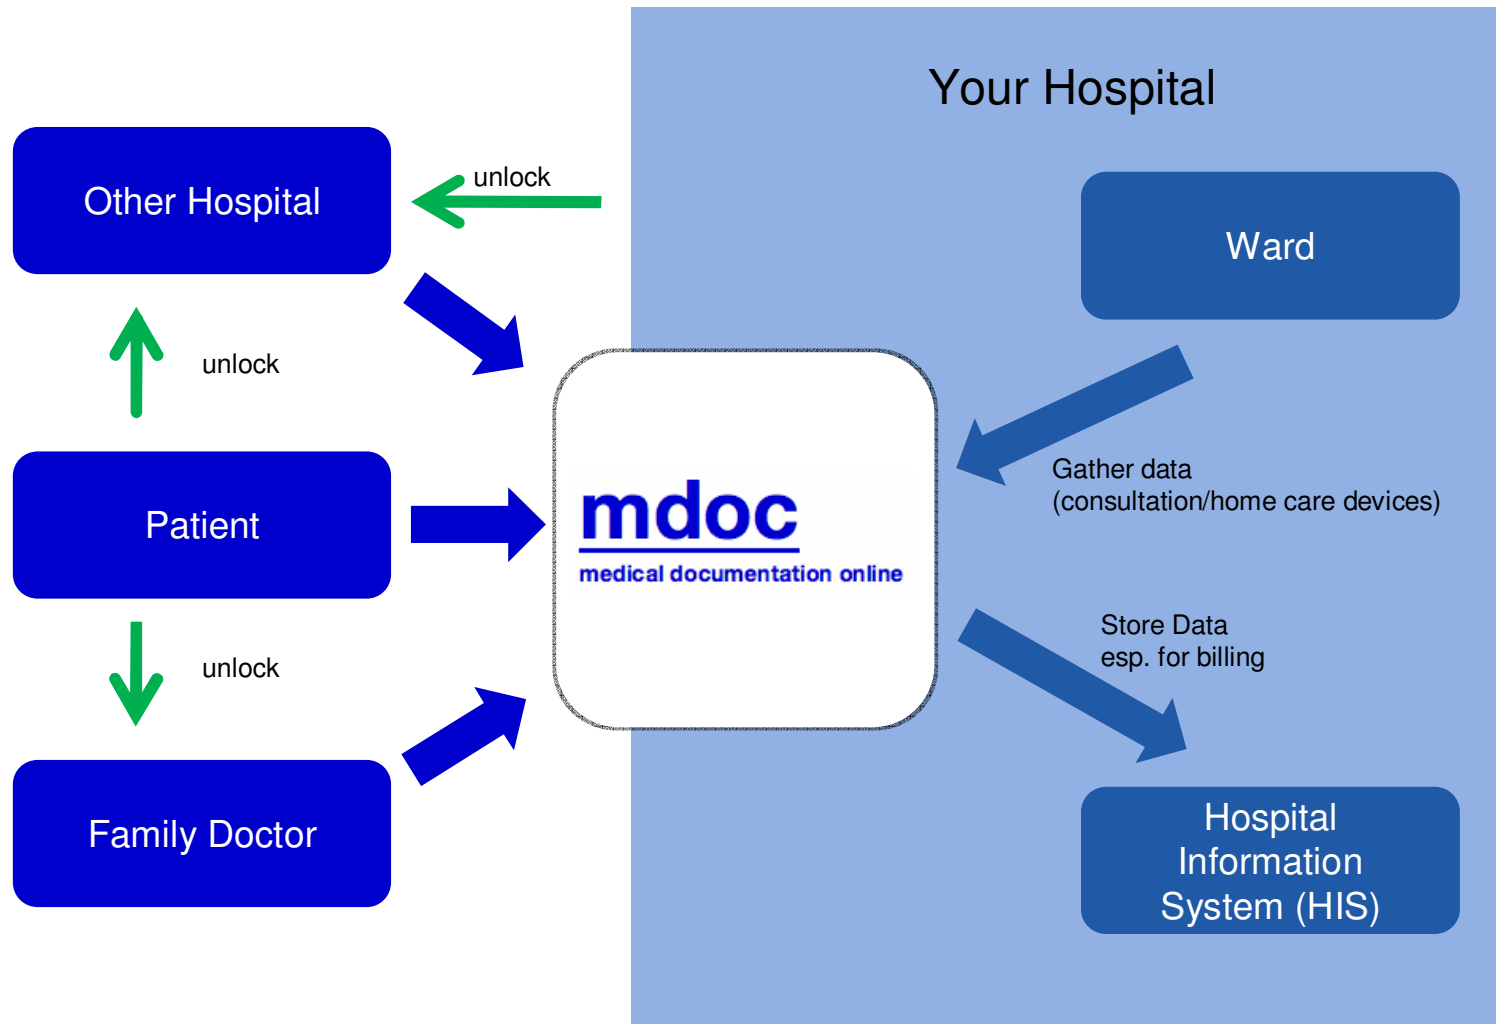 Your Hospital
Other Hospital
unlock
Ward
unlock
Patient
mdoc
medical documentation online
Gather data
(consultation/home care devices)
unlock
Store Data
esp. for billing
Family Doctor
Hospital
Information
System (HIS)